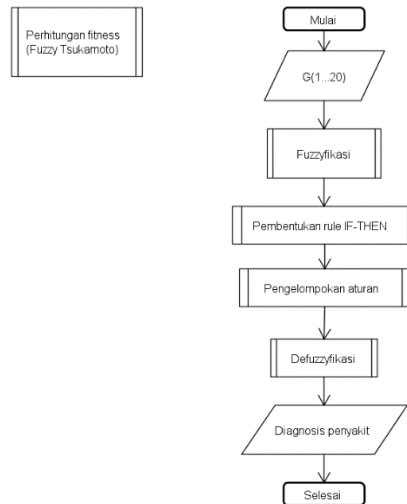 Perhitungan fitness
(Fuzzy Tsukamoto)
Mulai
G(1...20)
Fuzzyfikasi
Pembentukan rule IF-THEN
Pengelompokan aturan
Defuzzyfikasi
Diagnosis penyakit
Selesai